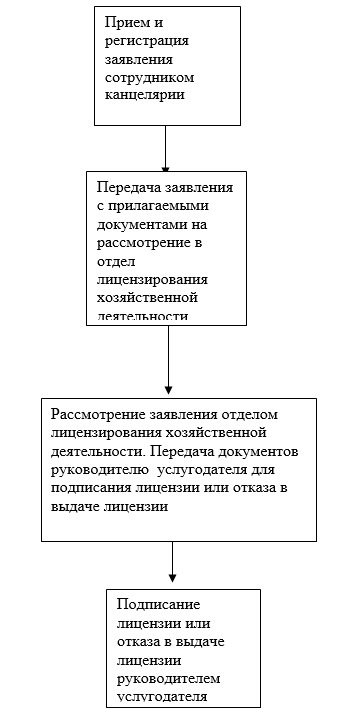 Прием и
регистрация
заявления
сотрудником
канцелярии
Передача заявления
с прилагаемыми
документами на
рассмотрение в
отдел
лицензирования
хозяйственной
деятельности
Рассмотрение заявления отделом
лицензирования хозяйственной
деятельности. Передача документов
руководителю услугодателя для
подписания лицензии или отказа в
выдаче лицензии
Подписание
лицензии или
отказа в выдаче
лицензии
руководителем
услугодателя